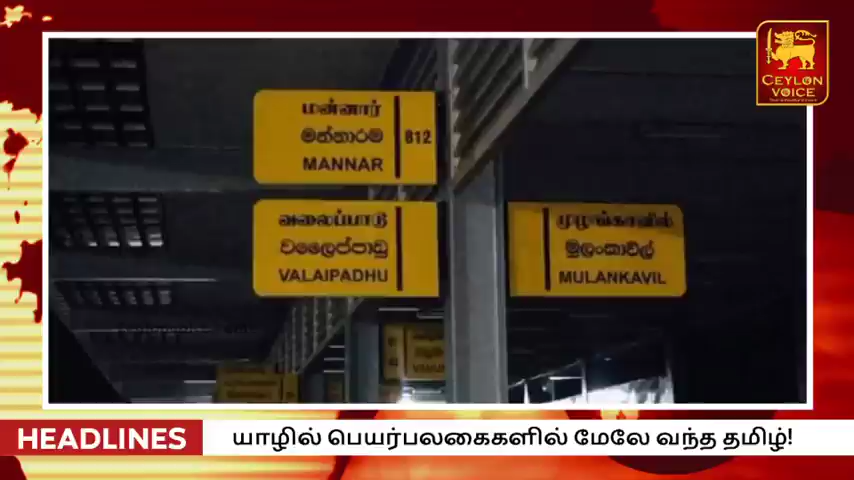 CEYLON
VOICE
மன்னார்
මන්නාරම
MANNAR
812
வலைப்பாடு
වලෛප්පාඩු
VALAIPADHU
முழங்காவில்
මුලංකාවිල්
MULANKAVIL
HEADLINES
யாழில் பெயர்பலகைகளில் மேலே வந்த தமிழ்!